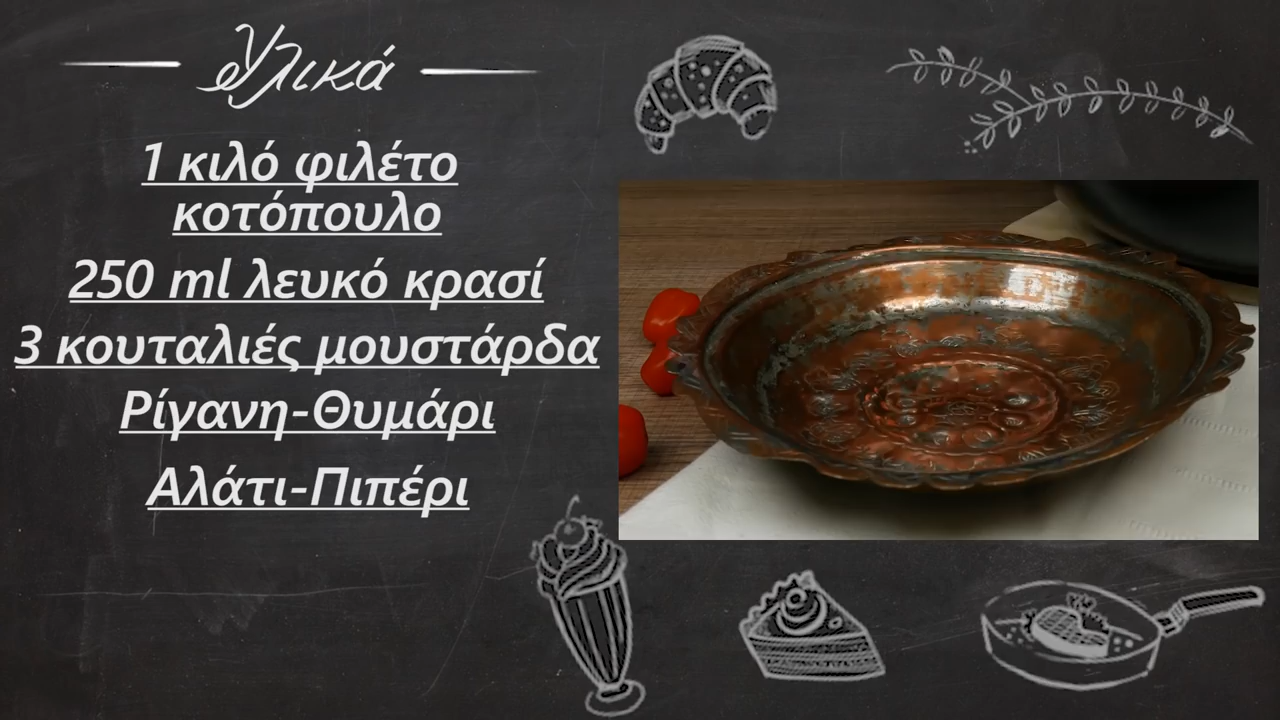 Υλικά
1 κιλό φιλέτο
κοτόπουλο
250 ml λευκό κρασί
3 κουταλιές μουστάρδα
Ρίγανη-Θυμάρι
Αλάτι-Πιπέρι